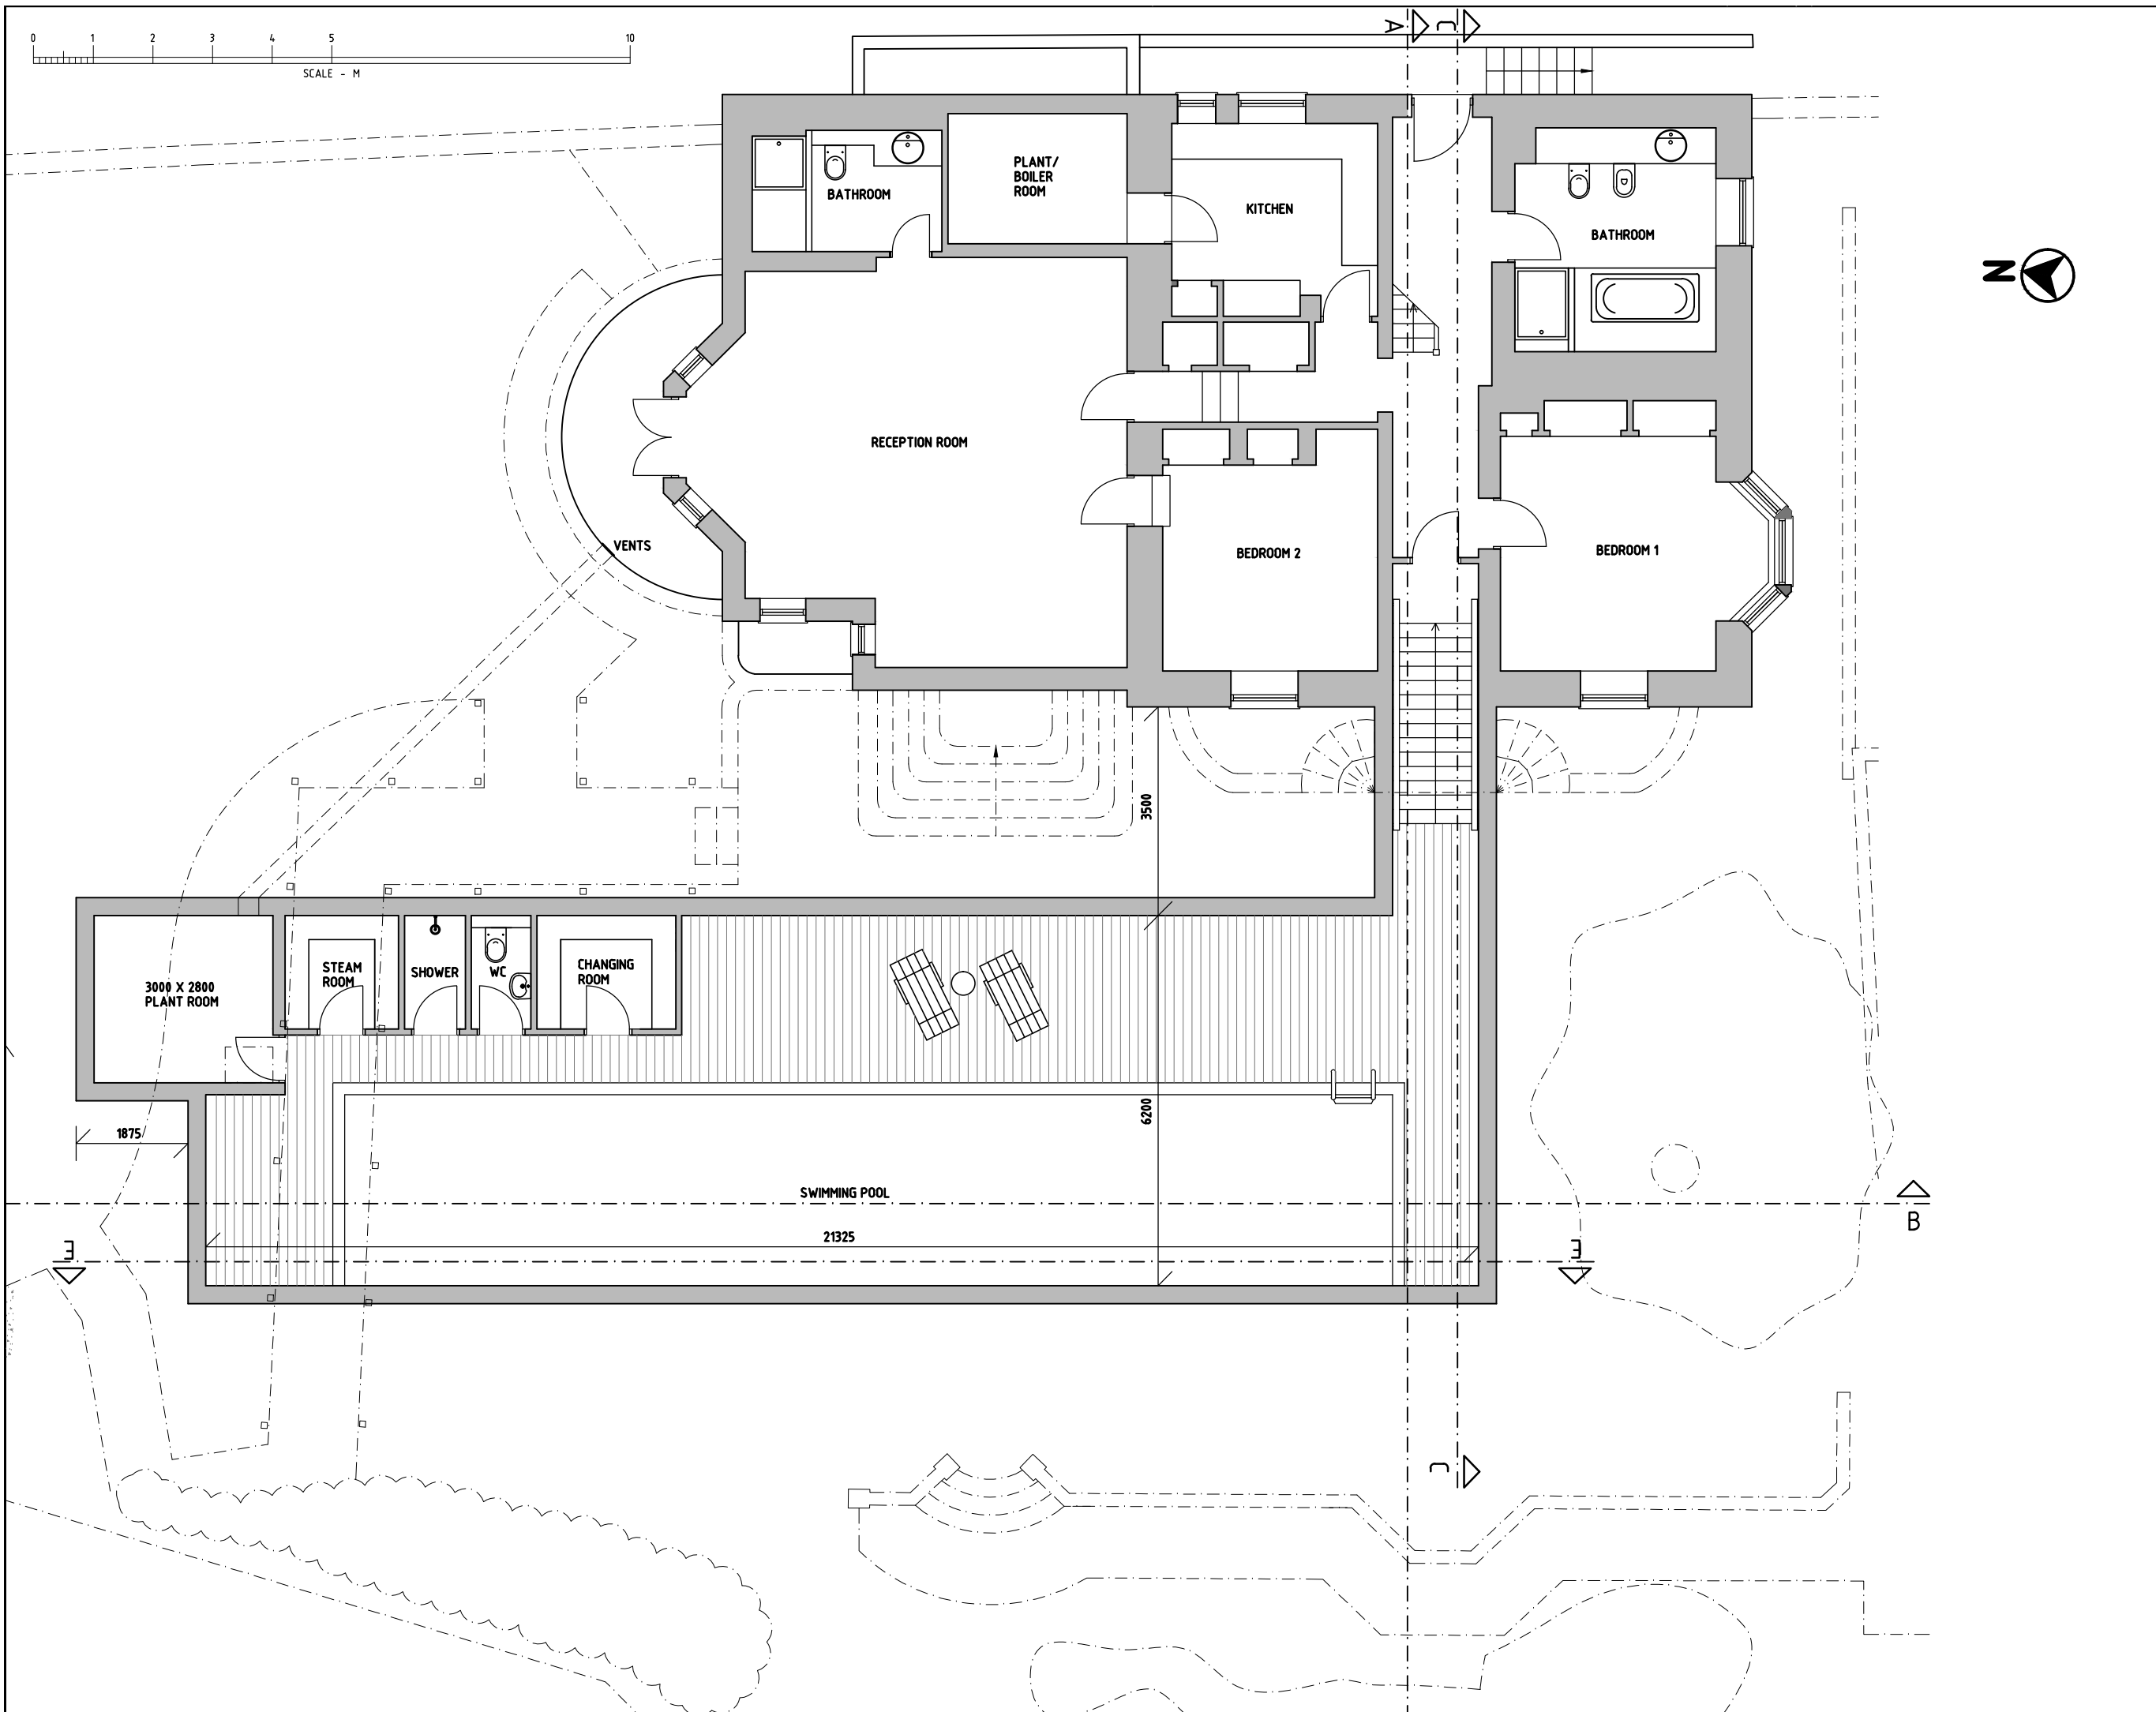 0 1 2 3 4 5 10
SCALE - M
A C
PLANT/
BOILER
ROOM
BATHROOM
KITCHEN
BATHROOM
N
RECEPTION ROOM
VENTS
BEDROOM 2
BEDROOM 1
3500
STEAM
ROOM
SHOWER
WC
CHANGING
ROOM
3000 X 2800
PLANT ROOM
1875
6200
SWIMMING POOL
B
21325
E
E
C